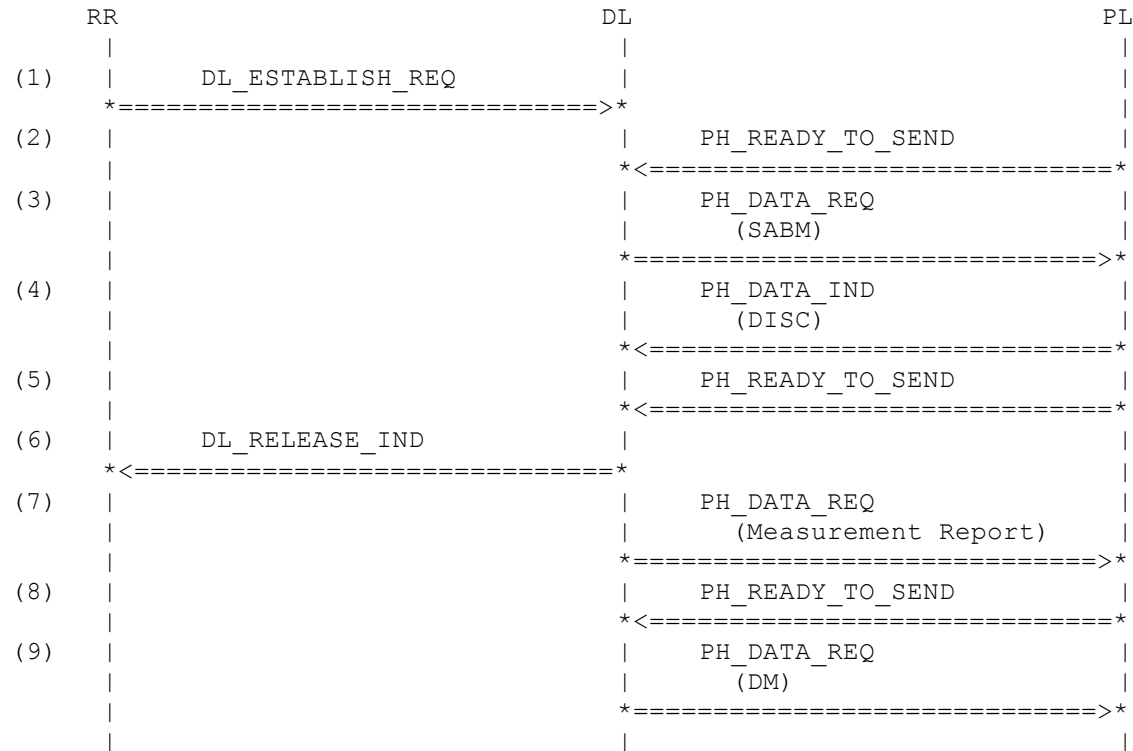 RR DL PL
| | |
(1) | DL_ESTABLISH_REQ | |
*==============================>* |
(2) | | PH_READY_TO_SEND |
| *<=============================*
(3) | | PH_DATA_REQ |
| | (SABM) |
| *=============================>*
(4) | | PH_DATA_IND |
| | (DISC) |
| *<=============================*
(5) | | PH_READY_TO_SEND |
| *<=============================*
(6) | DL_RELEASE_IND | |
*<==============================* |
(7) | | PH_DATA_REQ |
| | (Measurement Report) |
| *=============================>*
(8) | | PH_READY_TO_SEND |
| *<=============================*
(9) | | PH_DATA_REQ |
| | (DM) |
| *=============================>*
| | |